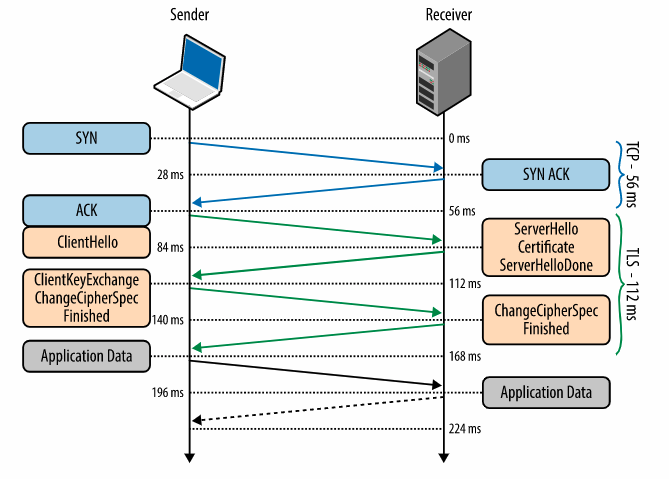 Sender
Receiver
SYN
0 ms
28 ms
SYN ACK
TCP - 56 ms
ACK
56 ms
ClientHello
84 ms
ServerHello
Certificate
ServerHelloDone
TLS - 112 ms
ClientKeyExchange
ChangeCipherSpec
Finished
112 ms
140 ms
ChangeCipherSpec
Finished
Application Data
168 ms
196 ms
Application Data
224 ms